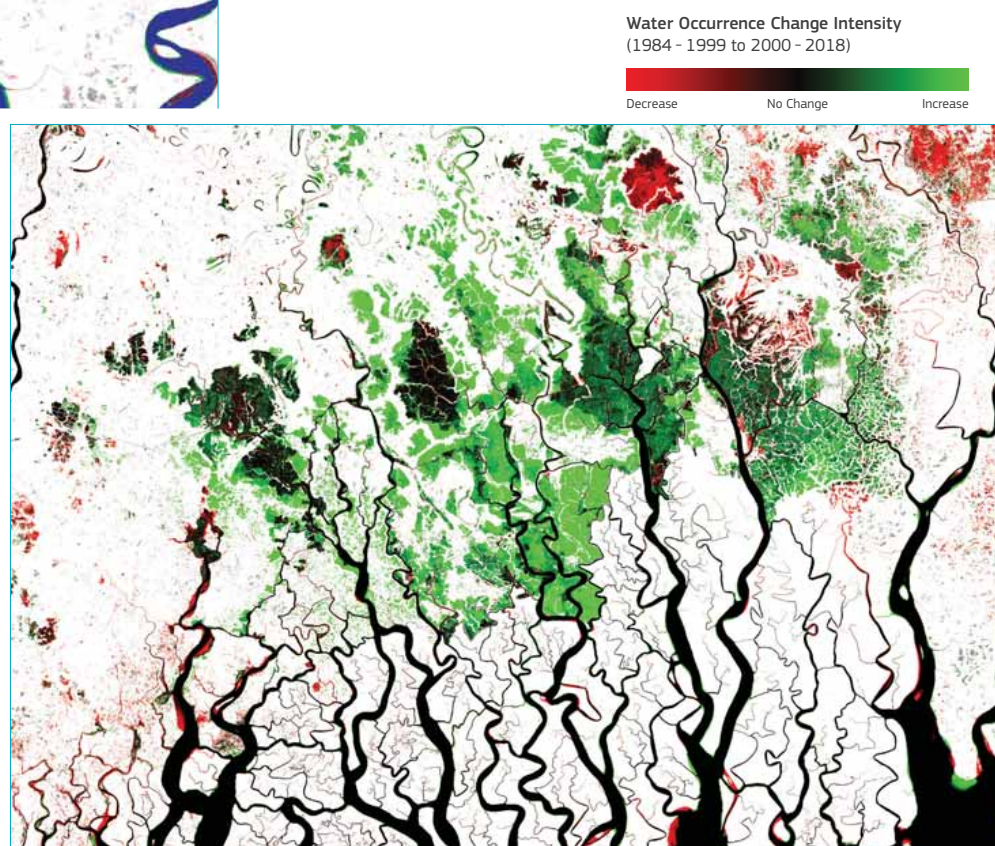 Water Occurrence Change Intensity
(1984 - 1999 to 2000 - 2018)
Decrease No Change Increase